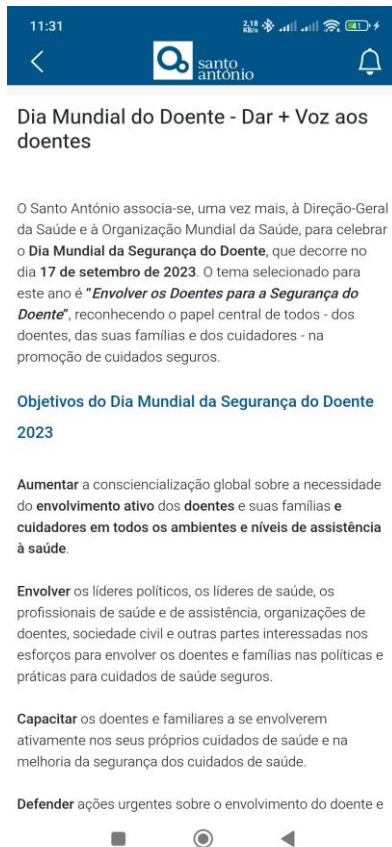 11:31
2,18 KB/s
41
santo
antónio
Dia Mundial do Doente - Dar + Voz aos
doentes
O Santo António associa-se, uma vez mais, à Direção-Geral
da Saúde e à Organização Mundial da Saúde, para celebrar
o Dia Mundial da Segurança do Doente, que decorre no
dia 17 de setembro de 2023. O tema selecionado para
este ano é “Envolver os Doentes para a Segurança do
Doente”, reconhecendo o papel central de todos - dos
doentes, das suas famílias e dos cuidadores - na
promoção de cuidados seguros.
Objetivos do Dia Mundial da Segurança do Doente
2023
Aumentar a consciencialização global sobre a necessidade
do envolvimento ativo dos doentes e suas famílias e
cuidadores em todos os ambientes e níveis de assistência
à saúde.
Envolver os líderes políticos, os líderes de saúde, os
profissionais de saúde e de assistência, organizações de
doentes, sociedade civil e outras partes interessadas nos
esforços para envolver os doentes e famílias nas políticas e
práticas para cuidados de saúde seguros.
Capacitar os doentes e familiares a se envolverem
ativamente nos seus próprios cuidados de saúde e na
melhoria da segurança dos cuidados de saúde.
Defender ações urgentes sobre o envolvimento do doente e